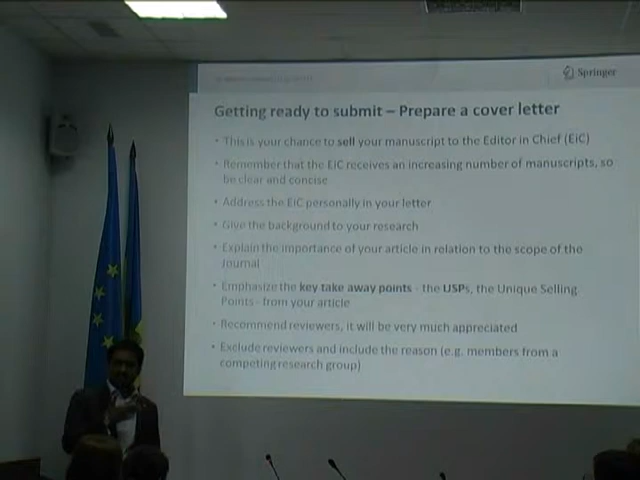 Springer
Getting ready to submit – Prepare a cover letter
• This is your chance to sell your manuscript to the Editor in Chief (EiC)
• Remember that the EiC receives an increasing number of manuscripts, so
be clear and concise
• Address the EiC personally in your letter
• Give the background to your research
• Explain the importance of your article in relation to the scope of the
Journal
• Emphasize the key take away points - the USPs, the Unique Selling
Points - from your article
• Recommend reviewers, it will be very much appreciated
• Exclude reviewers and include the reason (e.g. members from a
competing research group)